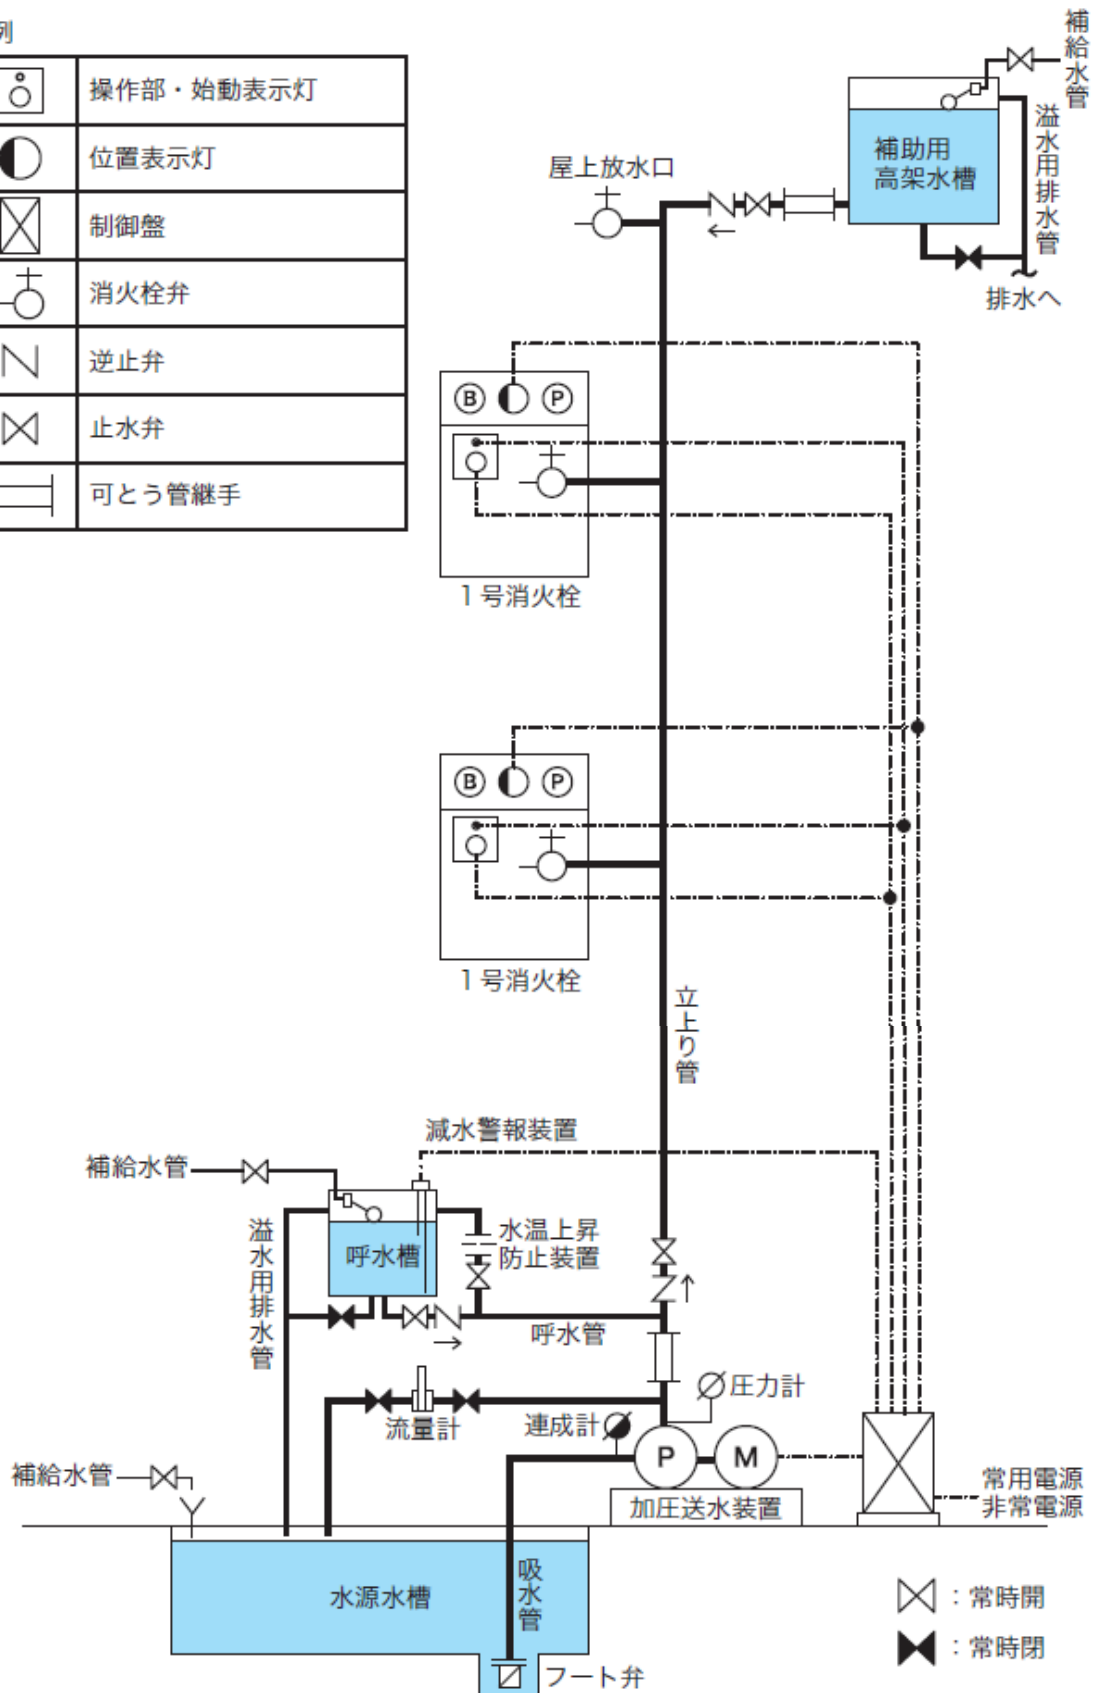 例
操作部・始動表示灯
位置表示灯
制御盤
消火栓弁
逆止弁
止水弁
可とう管継手
補給水管
溢水用排水管
補助用
高架水槽
排水へ
屋上放水口
B
P
1号消火栓
B
P
1号消火栓
立上り管
減水警報装置
補給水管
溢水用排水管
呼水槽
水温上昇
防止装置
呼水管
流量計
連成計
圧力計
P
M
加圧送水装置
常用電源
非常電源
補給水管
水源水槽
吸水管
フート弁
:常時開
:常時閉